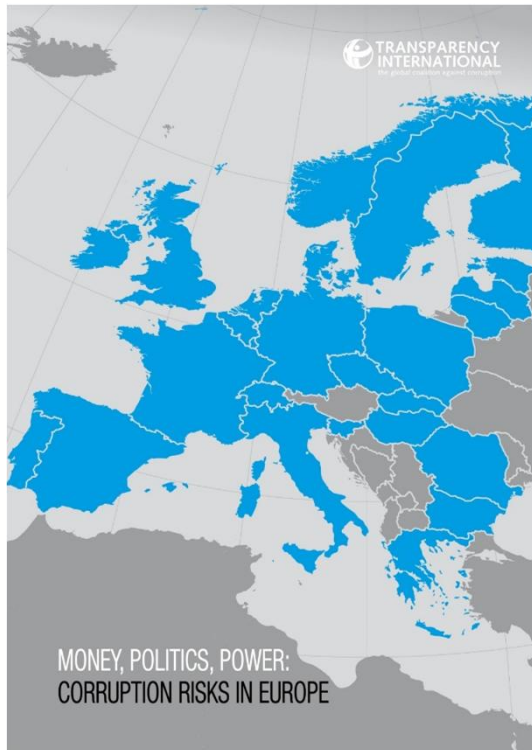 TRANSPARENCY
INTERNATIONAL
the global coalition against corruption
MONEY, POLITICS, POWER:
CORRUPTION RISKS IN EUROPE